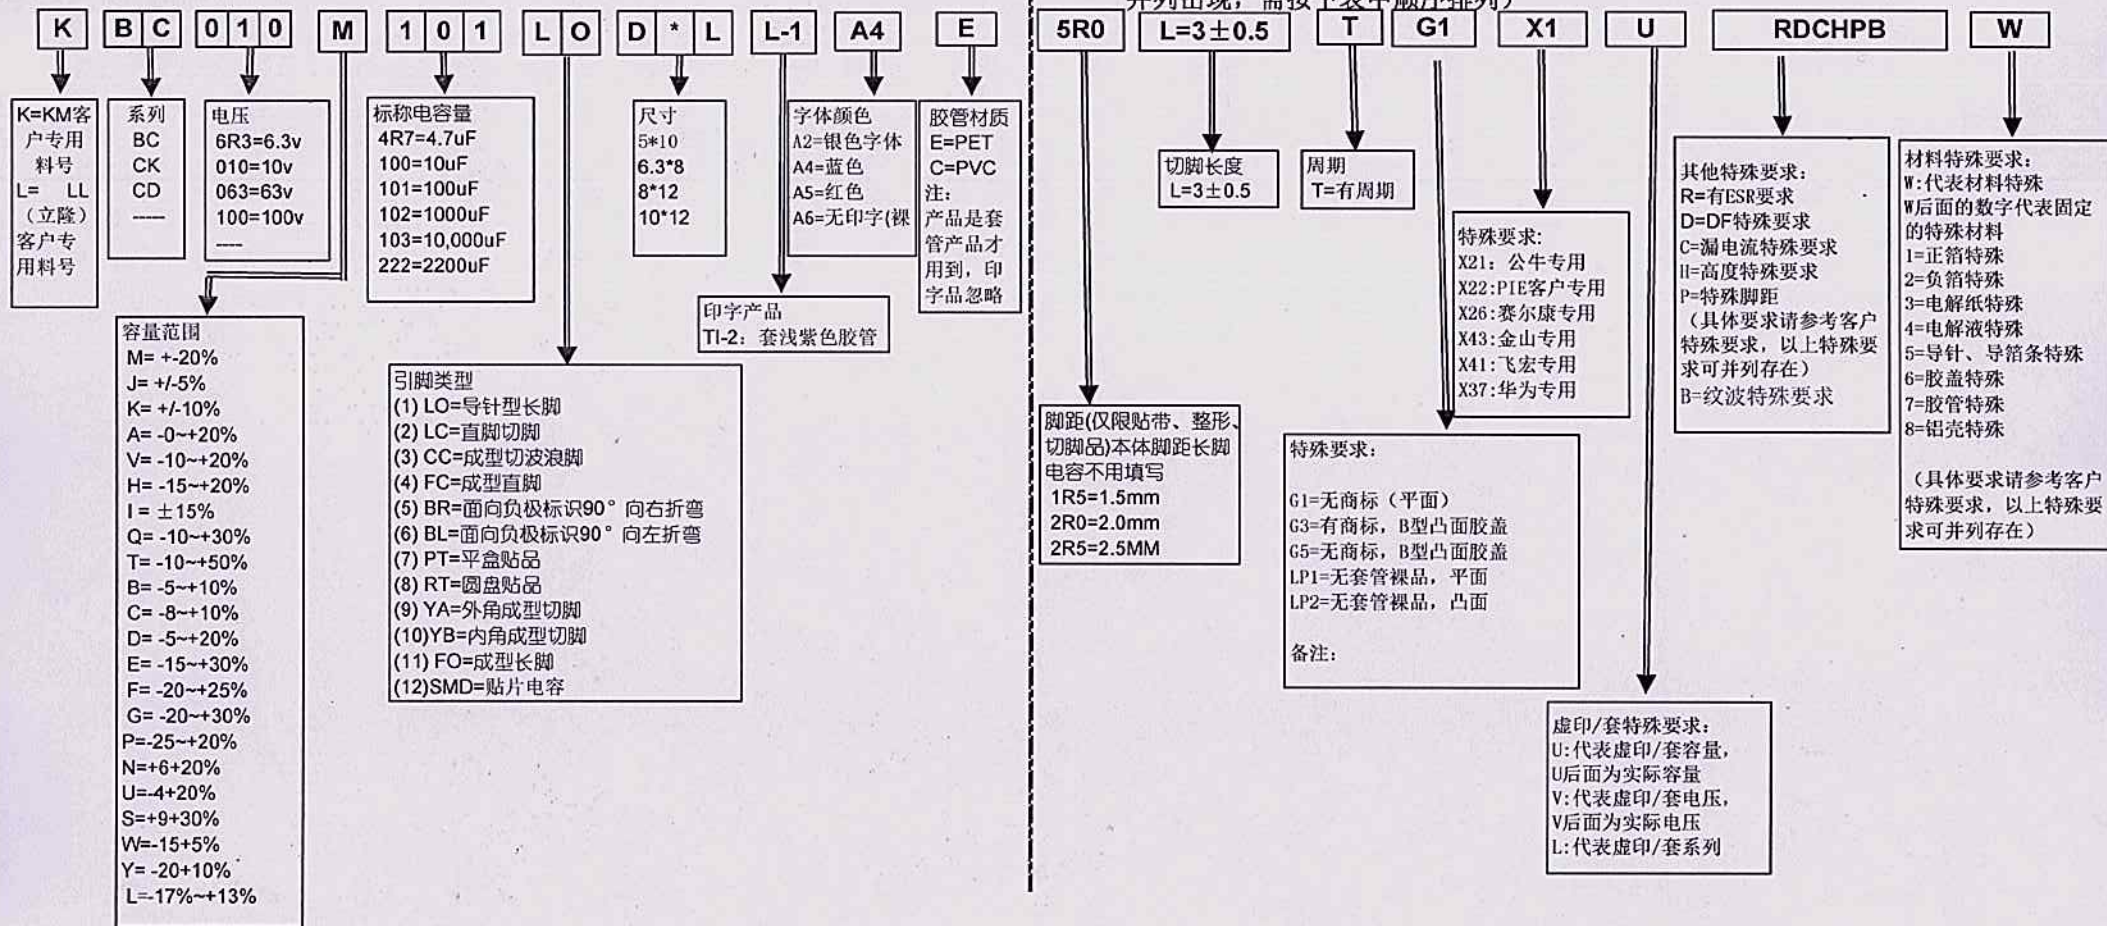 并列出现，需按下表中顺序排列）
K B C 0 1 0 M 1 0 1 L O D * L L-1 A4 E 5R0 L=3±0.5 T G1 X1 U RDCHPB W
K=KM客
户专用
料号
L= LL
（立隆）
客户专
用料号
系列
BC
CK
CD
-----
电压
6R3=6.3v
010=10v
063=63v
100=100v
----
标称电容量
4R7=4.7uF
100=10uF
101=100uF
102=1000uF
103=10,000uF
222=2200uF
尺寸
5*10
6.3*8
8*12
10*12
字体颜色
A2=银色字体
A4=蓝色
A5=红色
A6=无印字(裸
胶管材质
E=PET
C=PVC
注：
产品是套
管产品才
用到，印
字品忽略
印字产品
TI-2：套浅紫色胶管
容量范围
M= +-20%
J= +/-5%
K= +/-10%
A= -0~+20%
V= -10~+20%
H= -15~+20%
I = ±15%
Q= -10~+30%
T= -10~+50%
B= -5~+10%
C= -8~+10%
D= -5~+20%
E= -15~+30%
F= -20~+25%
G= -20~+30%
P=-25~+20%
N=+6+20%
U=-4+20%
S=+9+30%
W=-15+5%
Y= -20+10%
L=-17%~+13%
引脚类型
(1) LO=导针型长脚
(2) LC=直脚切脚
(3) CC=成型切波浪脚
(4) FC=成型直脚
(5) BR=面向负极标识90° 向右折弯
(6) BL=面向负极标识90° 向左折弯
(7) PT=平盒贴品
(8) RT=圆盘贴品
(9) YA=外角成型切脚
(10)YB=内角成型切脚
(11) FO=成型长脚
(12)SMD=贴片电容
脚距(仅限贴带、整形、
切脚品)本体脚距长脚
电容不用填写
1R5=1.5mm
2R0=2.0mm
2R5=2.5MM
切脚长度
L=3±0.5
周期
T=有周期
特殊要求：
G1=无商标（平面）
G3=有商标，B型凸面胶盖
G5=无商标，B型凸面胶盖
LP1=无套管裸品，平面
LP2=无套管裸品，凸面
备注：
特殊要求:
X21：公牛专用
X22:PIE客户专用
X26:赛尔康专用
X43:金山专用
X41:飞宏专用
X37:华为专用
虚印/套特殊要求：
U:代表虚印/套容量，
U后面为实际容量
V:代表虚印/套电压，
V后面为实际电压
L:代表虚印/套系列
其他特殊要求：
R=有ESR要求
D=DF特殊要求
C=漏电流特殊要求
H=高度特殊要求
P=特殊脚距
（具体要求请参考客户
特殊要求，以上特殊要
求可并列存在）
B=纹波特殊要求
材料特殊要求：
W:代表材料特殊
W后面的数字代表固定
的特殊材料
1=正箔特殊
2=负箔特殊
3=电解纸特殊
4=电解液特殊
5=导针、导箔条特殊
6=胶盖特殊
7=胶管特殊
8=铝壳特殊
（具体要求请参考客户
特殊要求，以上特殊要
求可并列存在）